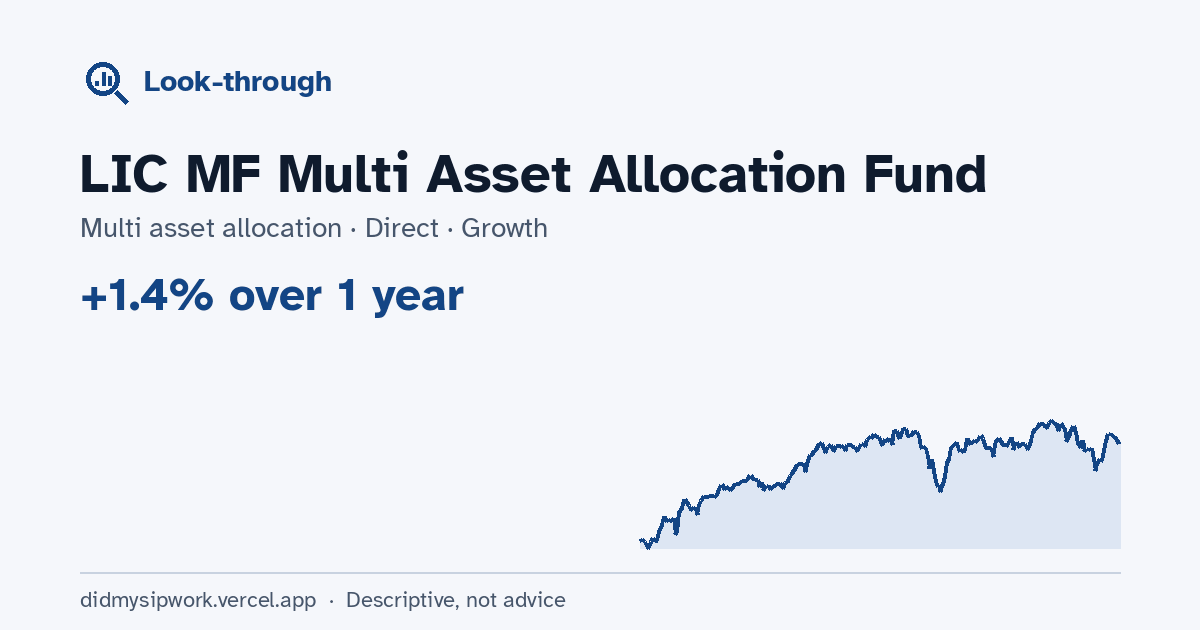 Look-through
LIC MF Multi Asset Allocation Fund
Multi asset allocation · Direct · Growth
+1.4% over 1 year
didmysipwork.vercel.app · Descriptive, not advice